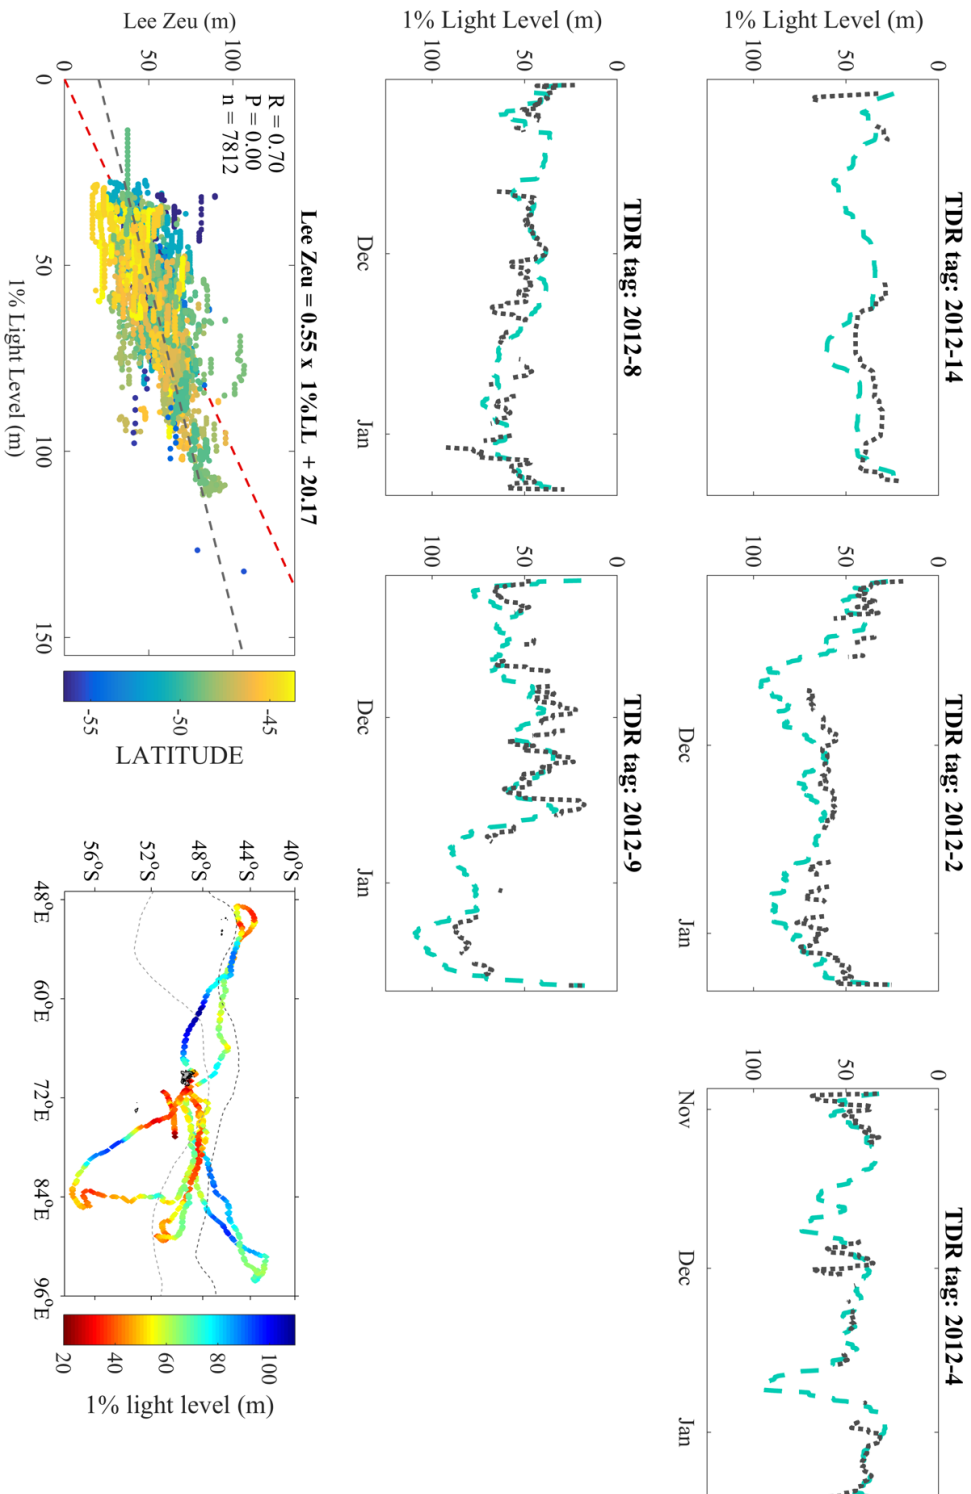 TDR tag: 2012-14
TDR tag: 2012-2
TDR tag: 2012-4
1% Light Level (m)
0
50
100
0
50
100
Dec
Jan
0
50
100
Nov
Dec
Jan
TDR tag: 2012-8
TDR tag: 2012-9
1% Light Level (m)
0
50
100
Dec
Jan
0
50
100
Dec
Jan
Lee Zeu = 0.55 x 1%LL + 20.17
R = 0.70
P = 0.00
n = 7812
Lee Zeu (m)
100
50
0
0
50
100
150
1% Light Level (m)
-45
-50
-55
LATITUDE
40°S
44°S
48°S
52°S
56°S
48°E
60°E
72°E
84°E
96°E
100
80
60
40
20
1% light level (m)